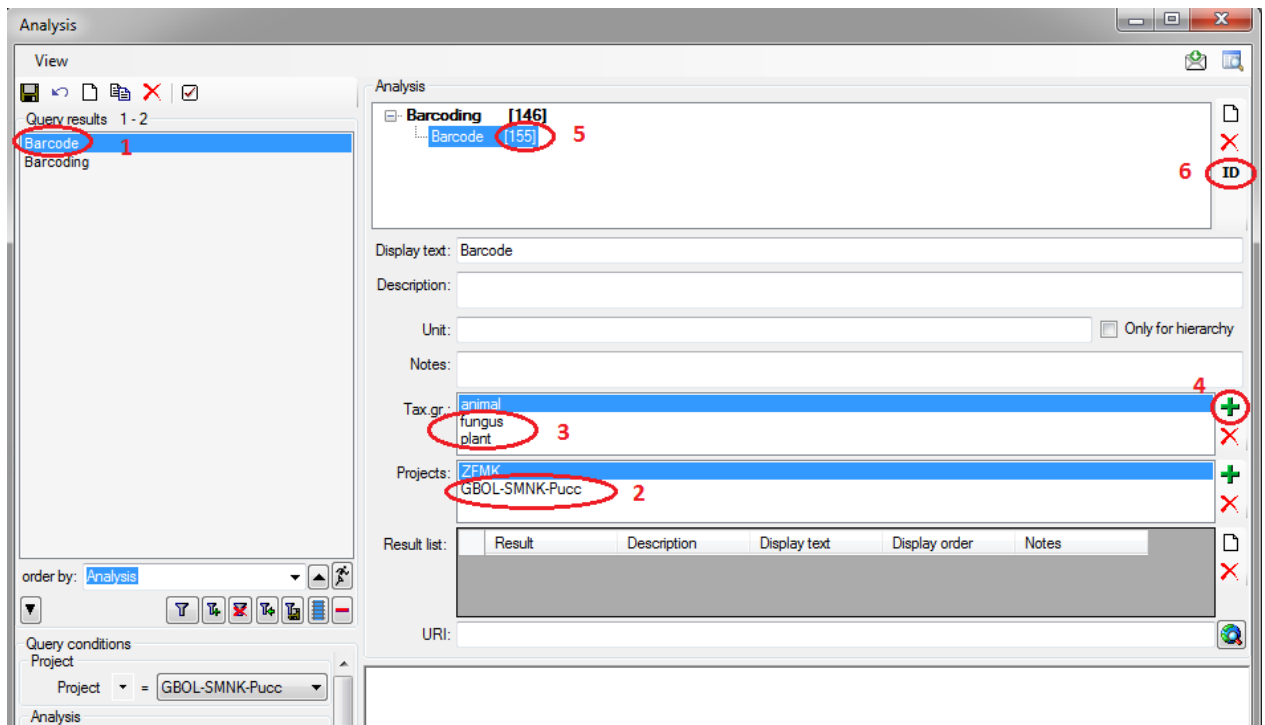 Analysis
View
Query results 1 - 2
Barcode 1
Barcoding
Analysis
Barcoding [146]
Barcode [155] 5
6 ID
Display text: Barcode
Description:
Unit:
Only for hierarchy
Notes:
4
Tax.gr.: animal
fungus
plant
3
Projects: ZFMK
GBOL-SMNK-Pucc 2
Result list: Result Description Display text Display order Notes
URI:
order by: Analysis
Query conditions
Project
Project = GBOL-SMNK-Pucc
Analysis